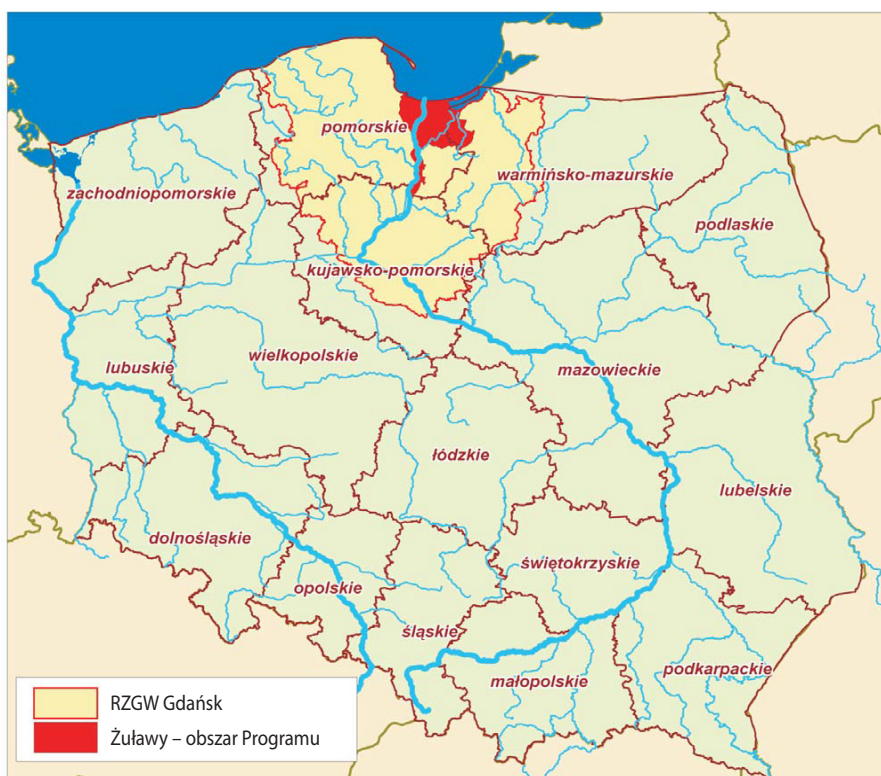 pomorskie
warmińsko-mazurskie
zachodniopomorskie
podlaskie
kujawsko-pomorskie
wielkopolskie
lubuskie
mazowieckie
łódzkie
lubelskie
dolnośląskie
świętokrzyskie
opolskie
śląskie
podkarpackie
małopolskie
RZGW Gdańsk
Żuławy – obszar Programu